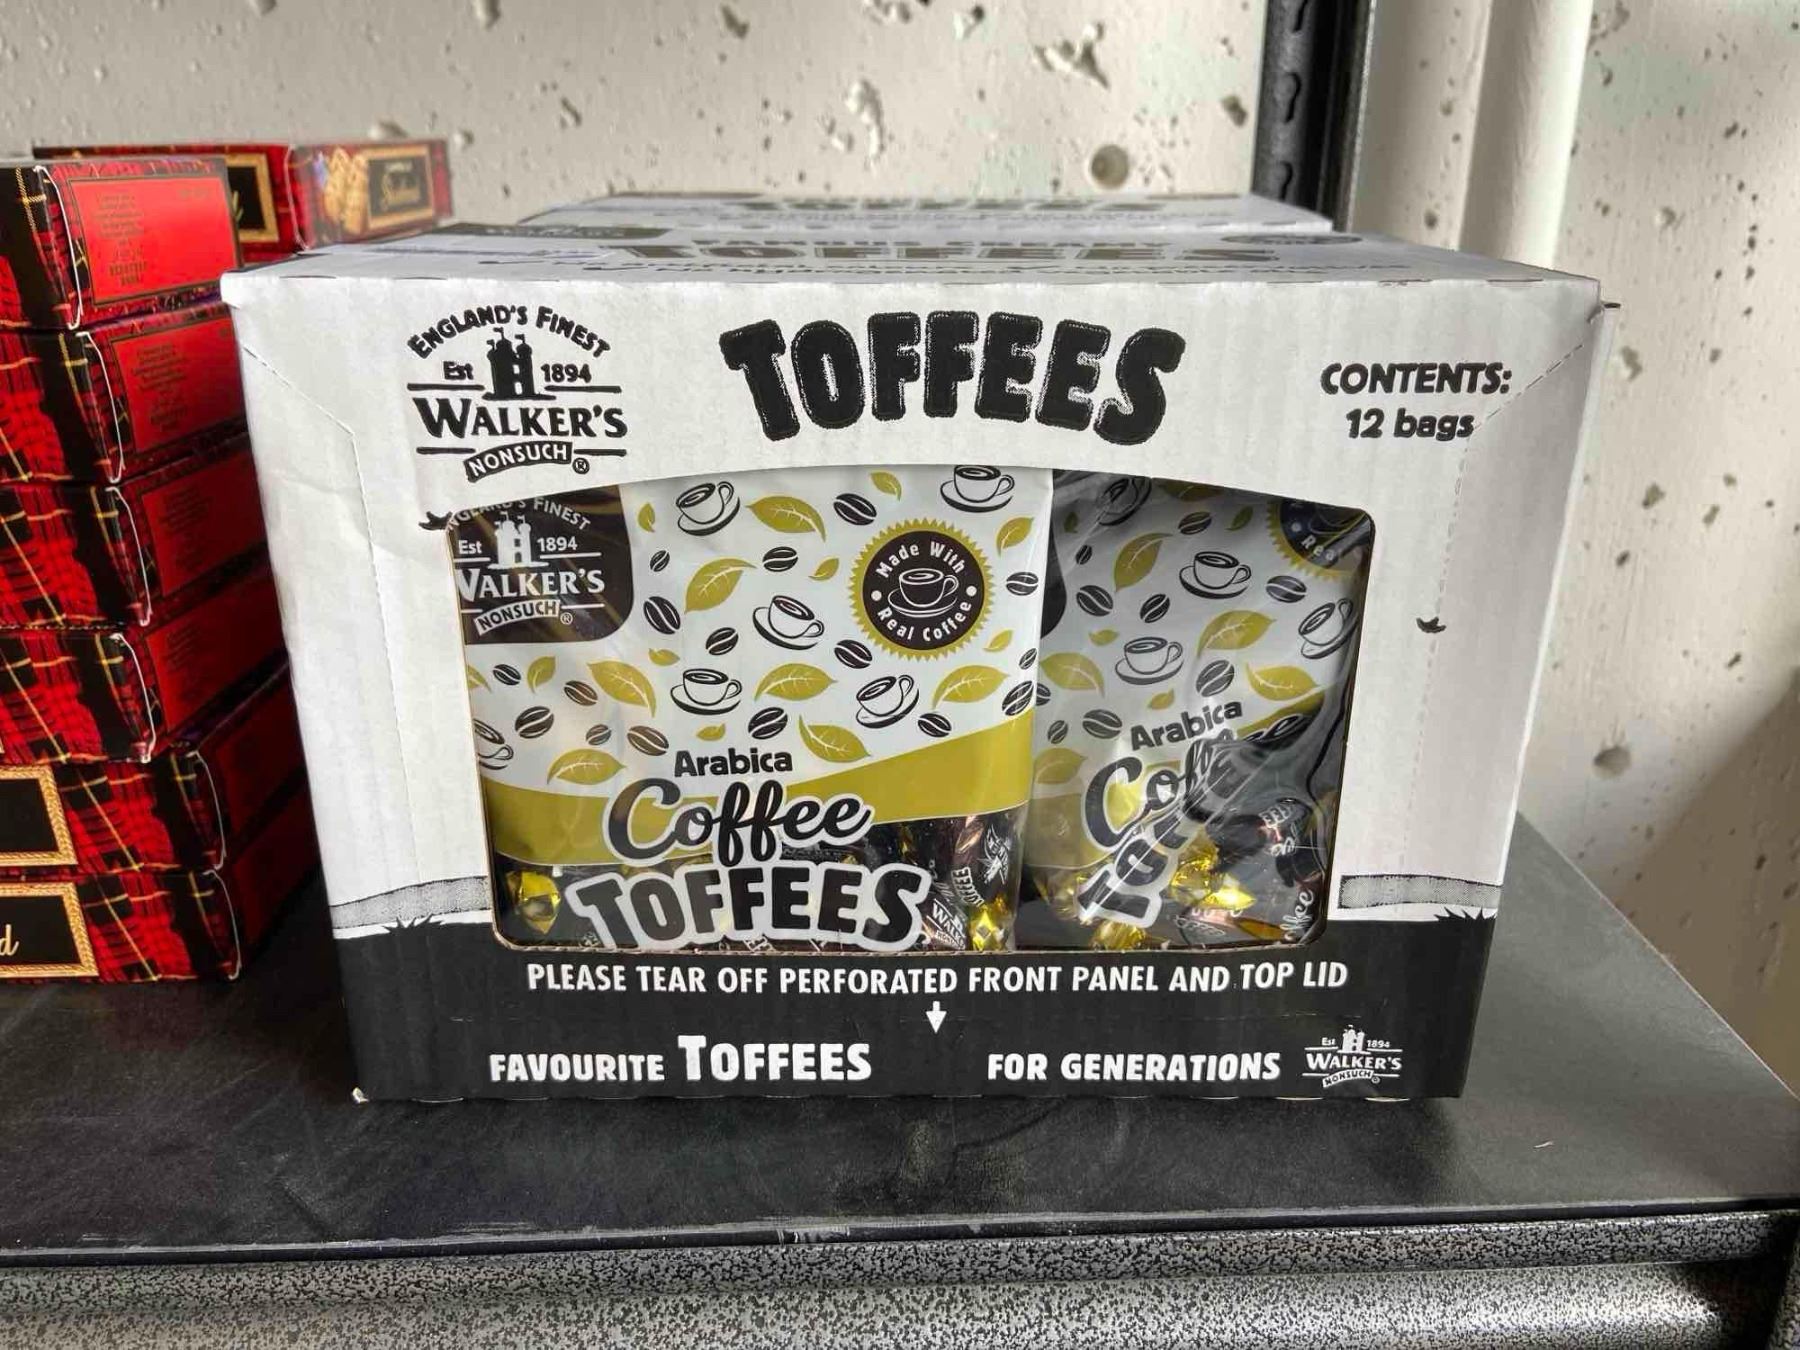 TOFFEES
ENGLAND'S FINEST
Est 1894
WALKER'S
NONSUCH®
TOFFEES
CONTENTS:
12 bags
FINEST
Est 1894
WALKER'S
NONSUCH®
Made With
Real Coffee
Arabica
Coffee
TOFFEES
Real
Arabica
PLEASE TEAR OFF PERFORATED FRONT PANEL AND TOP LID
FAVOURITE TOFFEES FOR GENERATIONS
Est 1894
WALKER'S
NONSUCH®